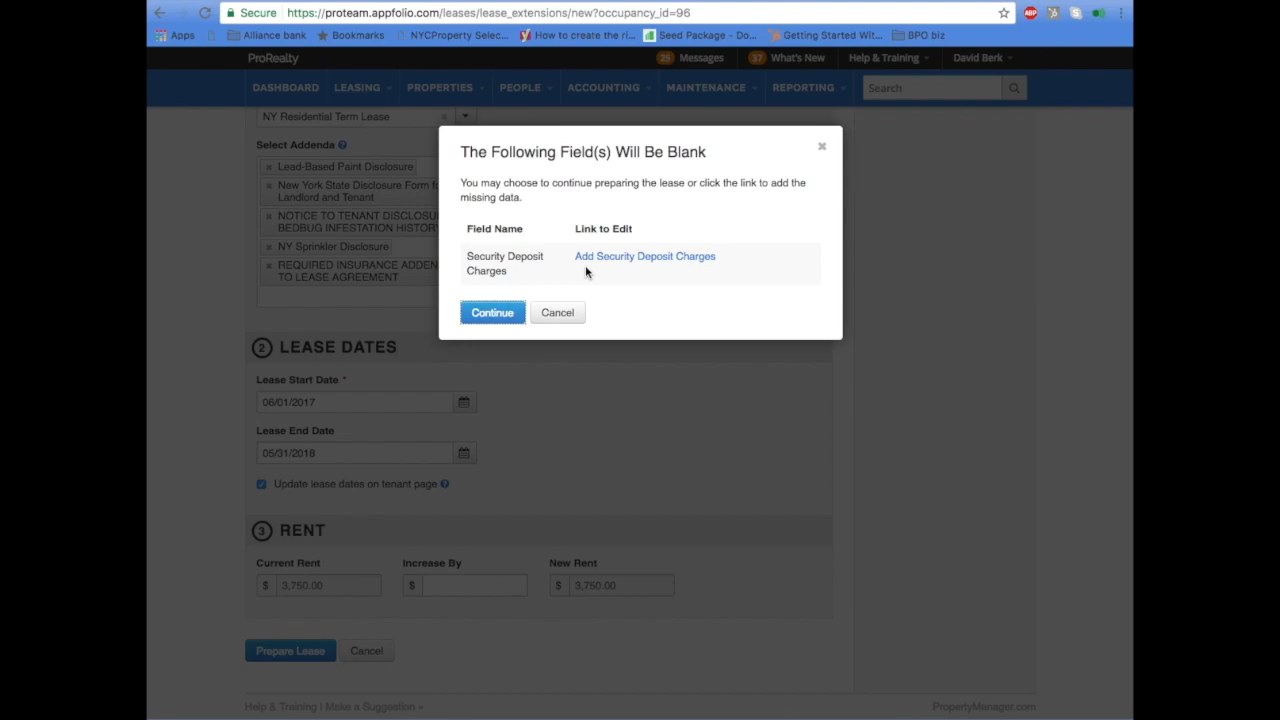 Secure https://proteam.appfolio.com/leases/lease_extensions/new?occupancy_id=96
ABP
Apps Alliance bank Bookmarks NYCProperty Selec... How to create the ri... Seed Package - Do... Getting Started Wit... BPO biz
ProRealty 25 Messages 37 What's New Help & Training David Berk
DASHBOARD LEASING PROPERTIES PEOPLE ACCOUNTING MAINTENANCE REPORTING Search
NY Residential Term Lease
Select Addenda
Lead-Based Paint Disclosure
New York State Disclosure Form fo
Landlord and Tenant
NOTICE TO TENANT DISCLOSU
BEDBUG INFESTATION HISTORY
NY Sprinkler Disclosure
REQUIRED INSURANCE ADDEN
TO LEASE AGREEMENT
The Following Field(s) Will Be Blank
You may choose to continue preparing the lease or click the link to add the
missing data.
Field Name Link to Edit
Security Deposit Add Security Deposit Charges
Charges
Continue Cancel
2 LEASE DATES
Lease Start Date *
06/01/2017
Lease End Date
05/31/2018
Update lease dates on tenant page
3 RENT
Current Rent Increase By New Rent
$ 3,750.00 $ $ 3,750.00
Prepare Lease Cancel
Help & Training | Make a Suggestion » PropertyManager.com